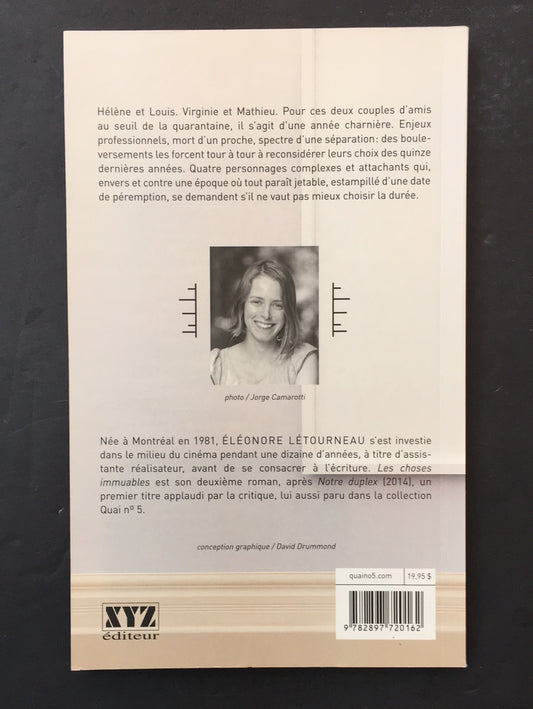 Hélène et Louis. Virginie et Mathieu. Pour ces deux couples d'amis
au seuil de la quarantaine, il s'agit d'une année charnière. Enjeux
professionnels, mort d'un proche, spectre d'une séparation : des boule-
versements les forcent tour à tour à reconsidérer leurs choix des quinze
dernières années. Quatre personnages complexes et attachants qui,
envers et contre une époque où tout paraît jetable, estampillé d'une date
de péremption, se demandent s'il ne vaut pas mieux choisir la durée.
photo / Jorge Camarotti
Née à Montréal en 1981, ÉLÉONORE LÉTOURNEAU s'est investie
dans le milieu du cinéma pendant une dizaine d'années, à titre d'assis-
tante réalisateur, avant de se consacrer à l'écriture. Les choses
immuables est son deuxième roman, après Notre duplex (2014), un
premier titre applaudi par la critique, lui aussi paru dans la collection
Quai nº 5.
conception graphique / David Drummond
quaino5.com 19,95 $
XYZ
éditeur
9 782897 720162